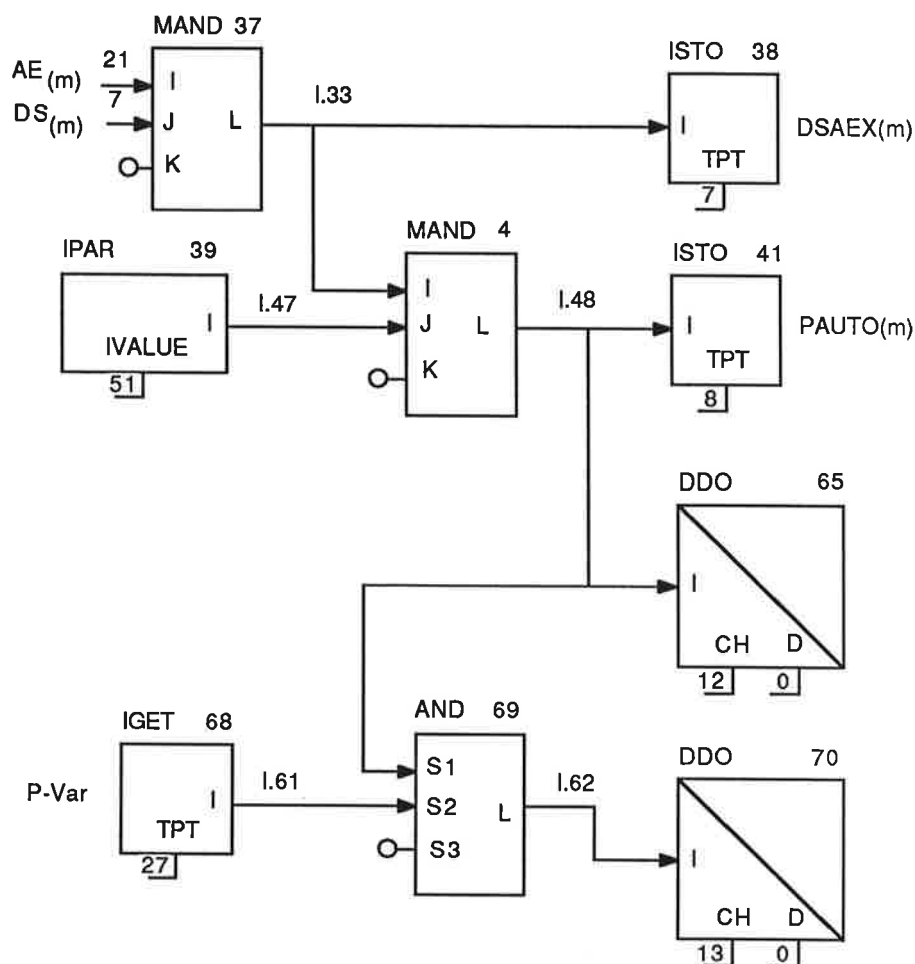 MAND 37
ISTO 38
AE (m) 21
I
I.33
DS (m) 7
J L
I
DSAEX(m)
K
TPT
7
MAND 4
IPAR 39
ISTO 41
I
I.47
I
I.48
J L
I
PAUTO(m)
IVALUE
K
TPT
51
8
DDO 65
I
CH D
12 0
IGET 68
AND 69
DDO 70
S1
P-Var
I
I.61
S2
L
I.62
TPT
S3
I
27
CH D
13 0